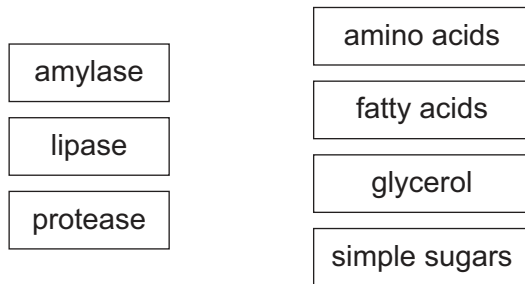 amylase
lipase
protease
amino acids
fatty acids
glycerol
simple sugars